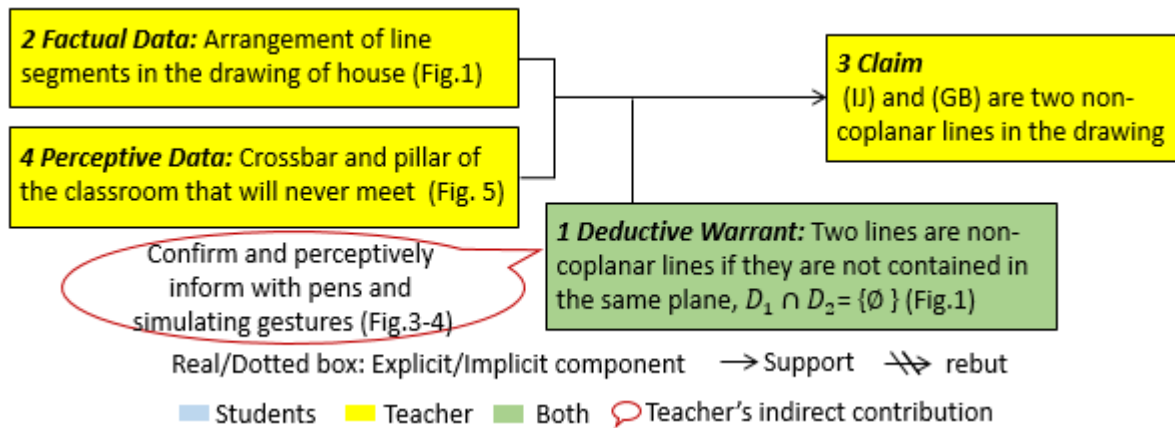 2 Factual Data: Arrangement of line
segments in the drawing of house (Fig.1)
3 Claim
(IJ) and (GB) are two non-
coplanar lines in the drawing
4 Perceptive Data: Crossbar and pillar of
the classroom that will never meet (Fig. 5)
1 Deductive Warrant: Two lines are non-
coplanar lines if they are not contained in
the same plane, D₁ ∩ D₂= {∅ } (Fig.1)
Confirm and perceptively
inform with pens and
simulating gestures (Fig.3-4)
Real/Dotted box: Explicit/Implicit component Support rebut
Students Teacher Both Teacher's indirect contribution